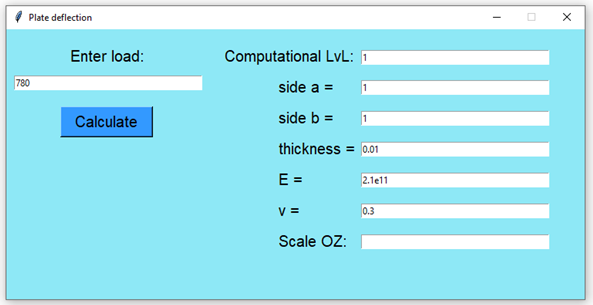 Plate deflection
Enter load:
780
Calculate
Computational LvL: 1
side a = 1
side b = 1
thickness = 0.01
E = 2.1e11
v = 0.3
Scale OZ: